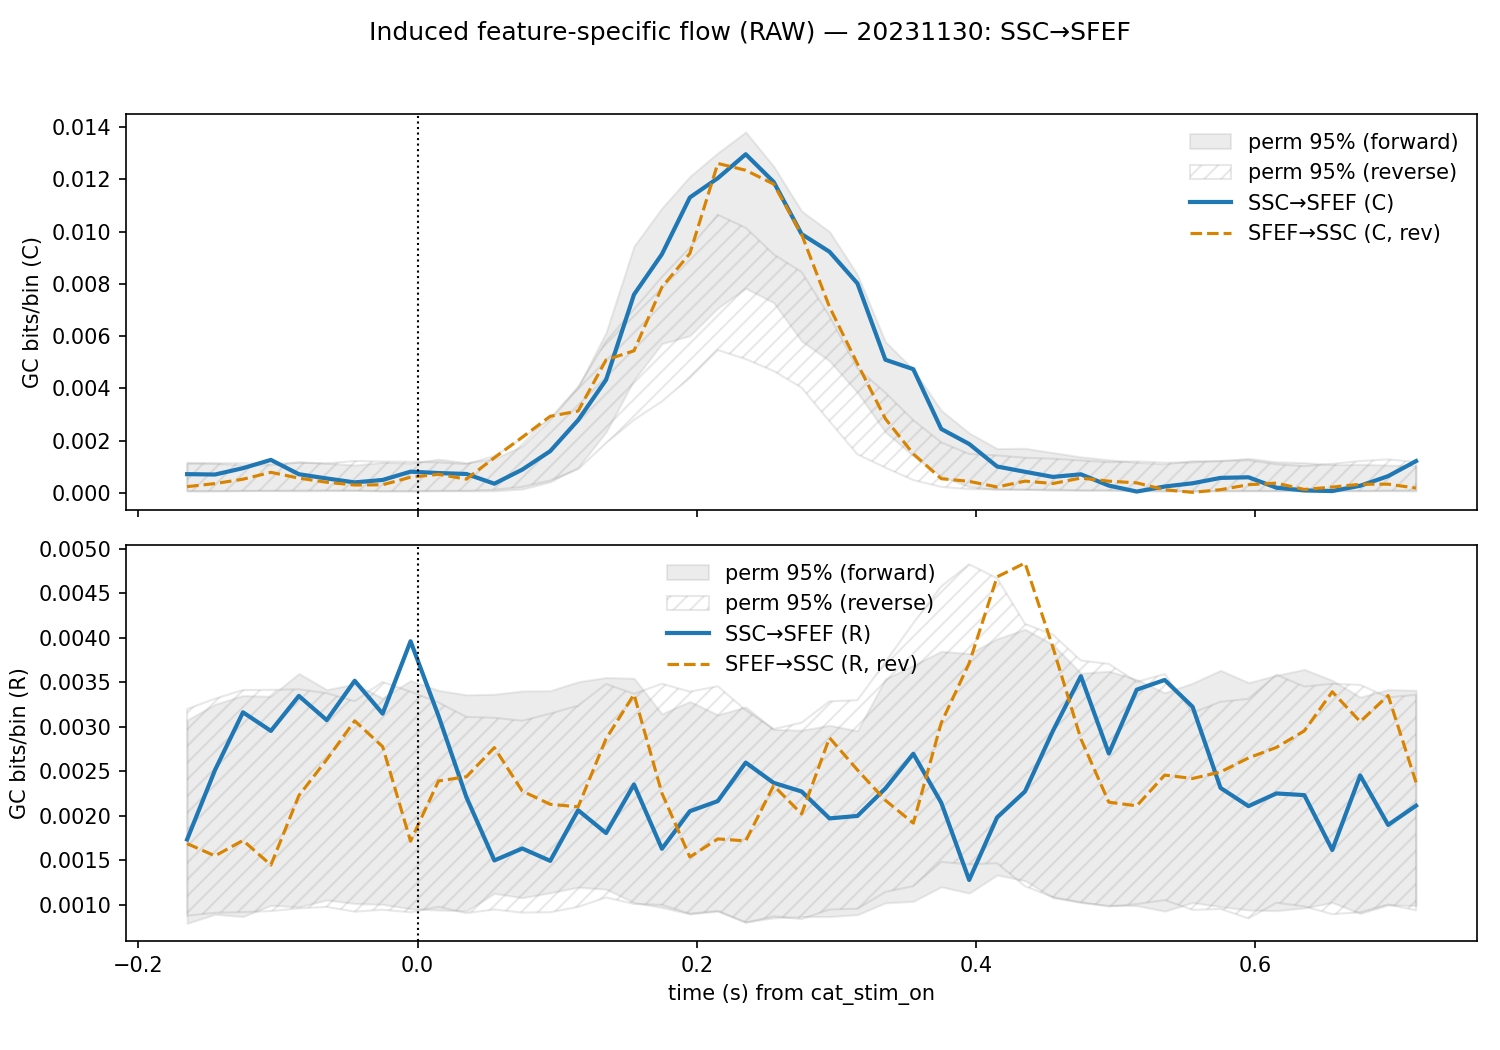 Induced feature-specific flow (RAW) — 20231130: SSC→SFEF
GC bits/bin (C)
0.014
0.012
0.010
0.008
0.006
0.004
0.002
0.000
perm 95% (forward)
perm 95% (reverse)
SSC→SFEF (C)
SFEF→SSC (C, rev)
GC bits/bin (R)
0.0050
0.0045
0.0040
0.0035
0.0030
0.0025
0.0020
0.0015
0.0010
perm 95% (forward)
perm 95% (reverse)
SSC→SFEF (R)
SFEF→SSC (R, rev)
−0.2 0.0 0.2 0.4 0.6
time (s) from cat_stim_on